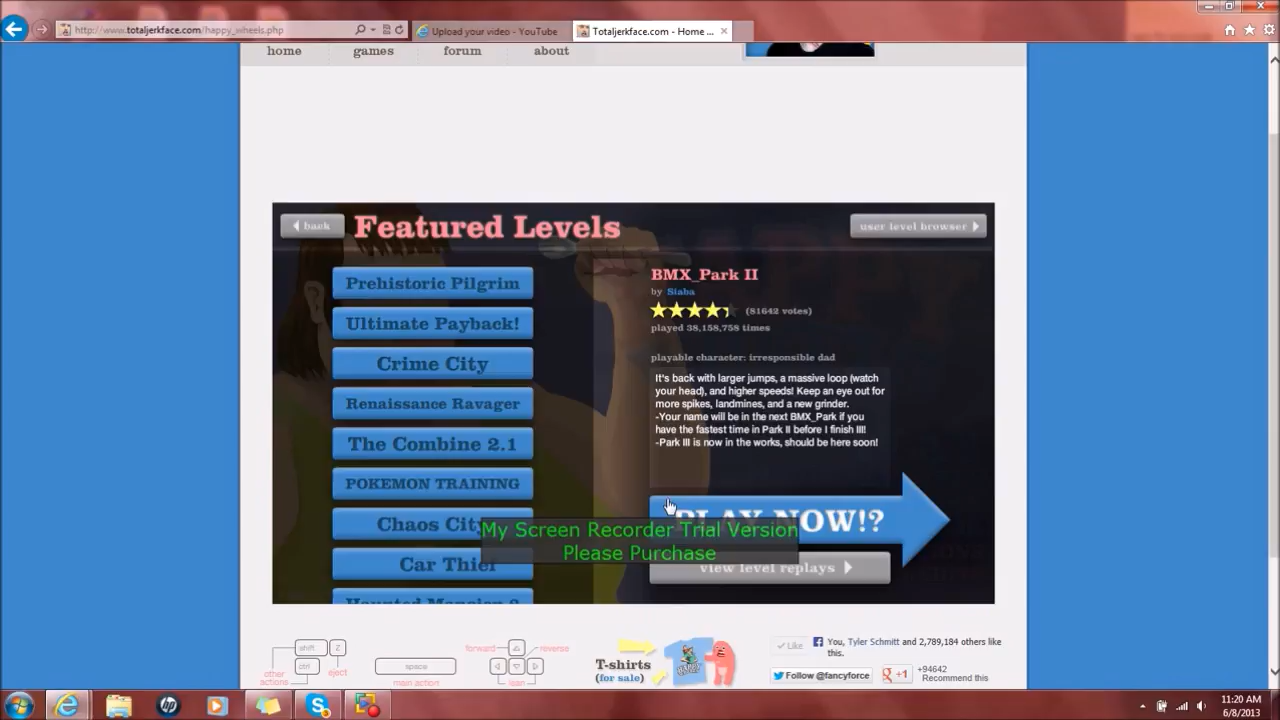 http://www.totaljerkface.com/happy_wheels.php
Upload your video - YouTube
Totaljerkface.com - Home ...
home games forum about
back
Featured Levels
user level browser
Prehistoric Pilgrim
Ultimate Payback!
Crime City
Renaissance Ravager
The Combine 2.1
POKEMON TRAINING
Chaos City
Car Thief
Haunted Mansion 2
BMX_Park II
by Siaba
(81642 votes)
played 38,158,758 times
playable character: irresponsible dad
It's back with larger jumps, a massive loop (watch
your head), and higher speeds! Keep an eye out for
more spikes, landmines, and a new grinder.
-Your name will be in the next BMX_Park if you
have the fastest time in Park II before I finish III!
-Park III is now in the works, should be here soon!
PLAY NOW!?
My Screen Recorder Trial Version
Please Purchase
view level replays
shift
Z
ctrl
eject
other
actions
space
main action
forward
reverse
lean
T-shirts
(for sale)
Like
You, Tyler Schmitt and 2,789,184 others like
this.
Follow @fancyforce
+1
+94642
Recommend this
11:20 AM
6/8/2013